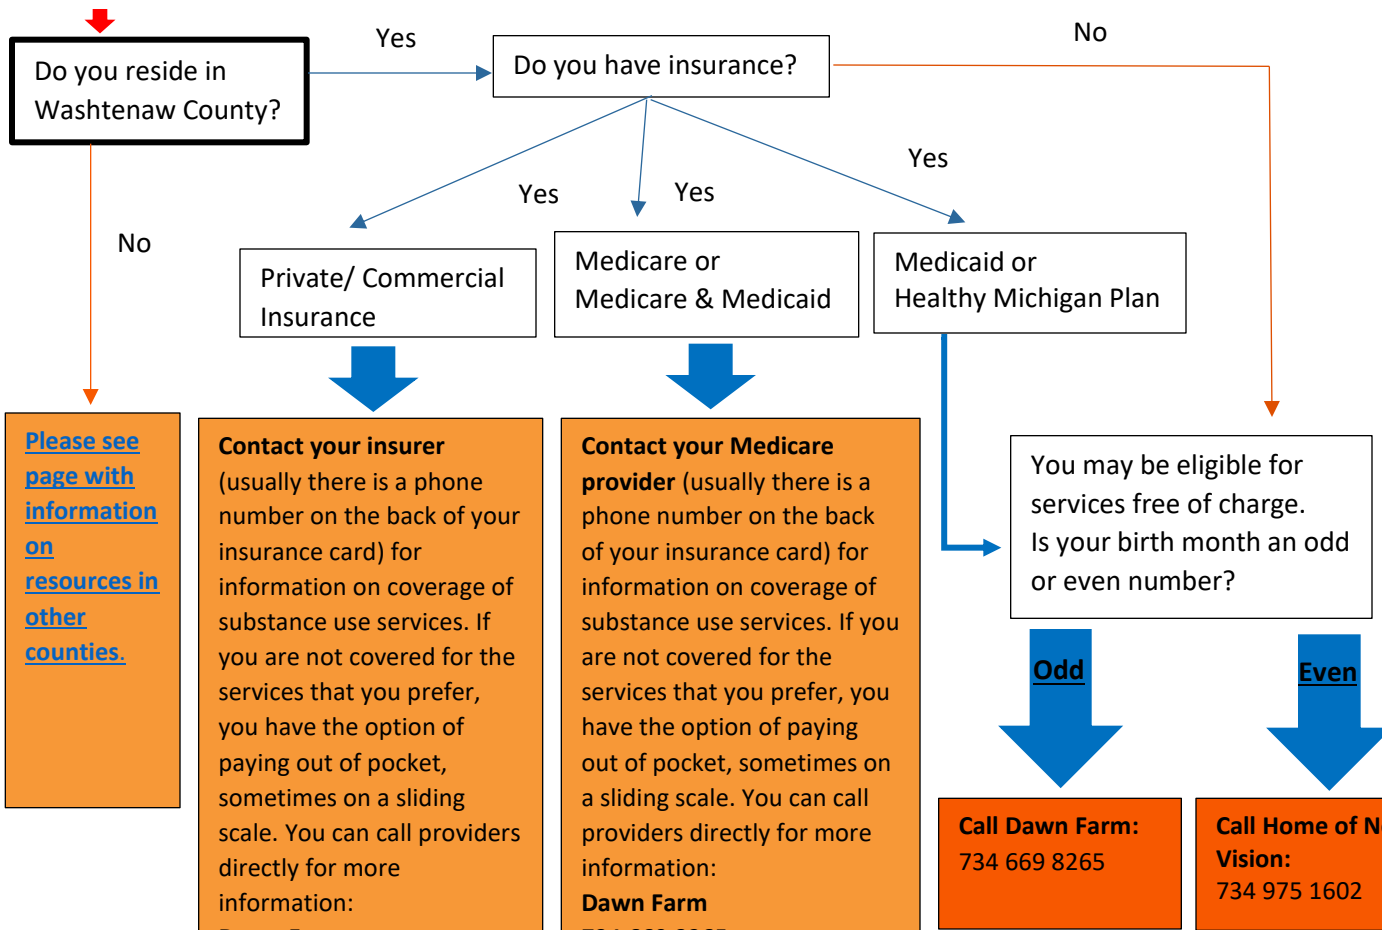 Do you reside in
Washtenaw County?
Yes
Do you have insurance?
No
Yes
Yes
Yes
No
Private/ Commercial
Insurance
Medicare or
Medicare & Medicaid
Medicaid or
Healthy Michigan Plan
Please see
page with
information
on
resources in
other
counties.
Contact your insurer
(usually there is a phone
number on the back of your
insurance card) for
information on coverage of
substance use services. If
you are not covered for the
services that you prefer,
you have the option of
paying out of pocket,
sometimes on a sliding
scale. You can call providers
directly for more
information:
Contact your Medicare
provider (usually there is a
phone number on the back
of your insurance card) for
information on coverage of
substance use services. If you
are not covered for the
services that you prefer, you
have the option of paying
out of pocket, sometimes on
a sliding scale. You can call
providers directly for more
information:
Dawn Farm
You may be eligible for
services free of charge.
Is your birth month an odd
or even number?
Odd
Even
Call Dawn Farm:
734 669 8265
Call Home of
Vision:
734 975 1602